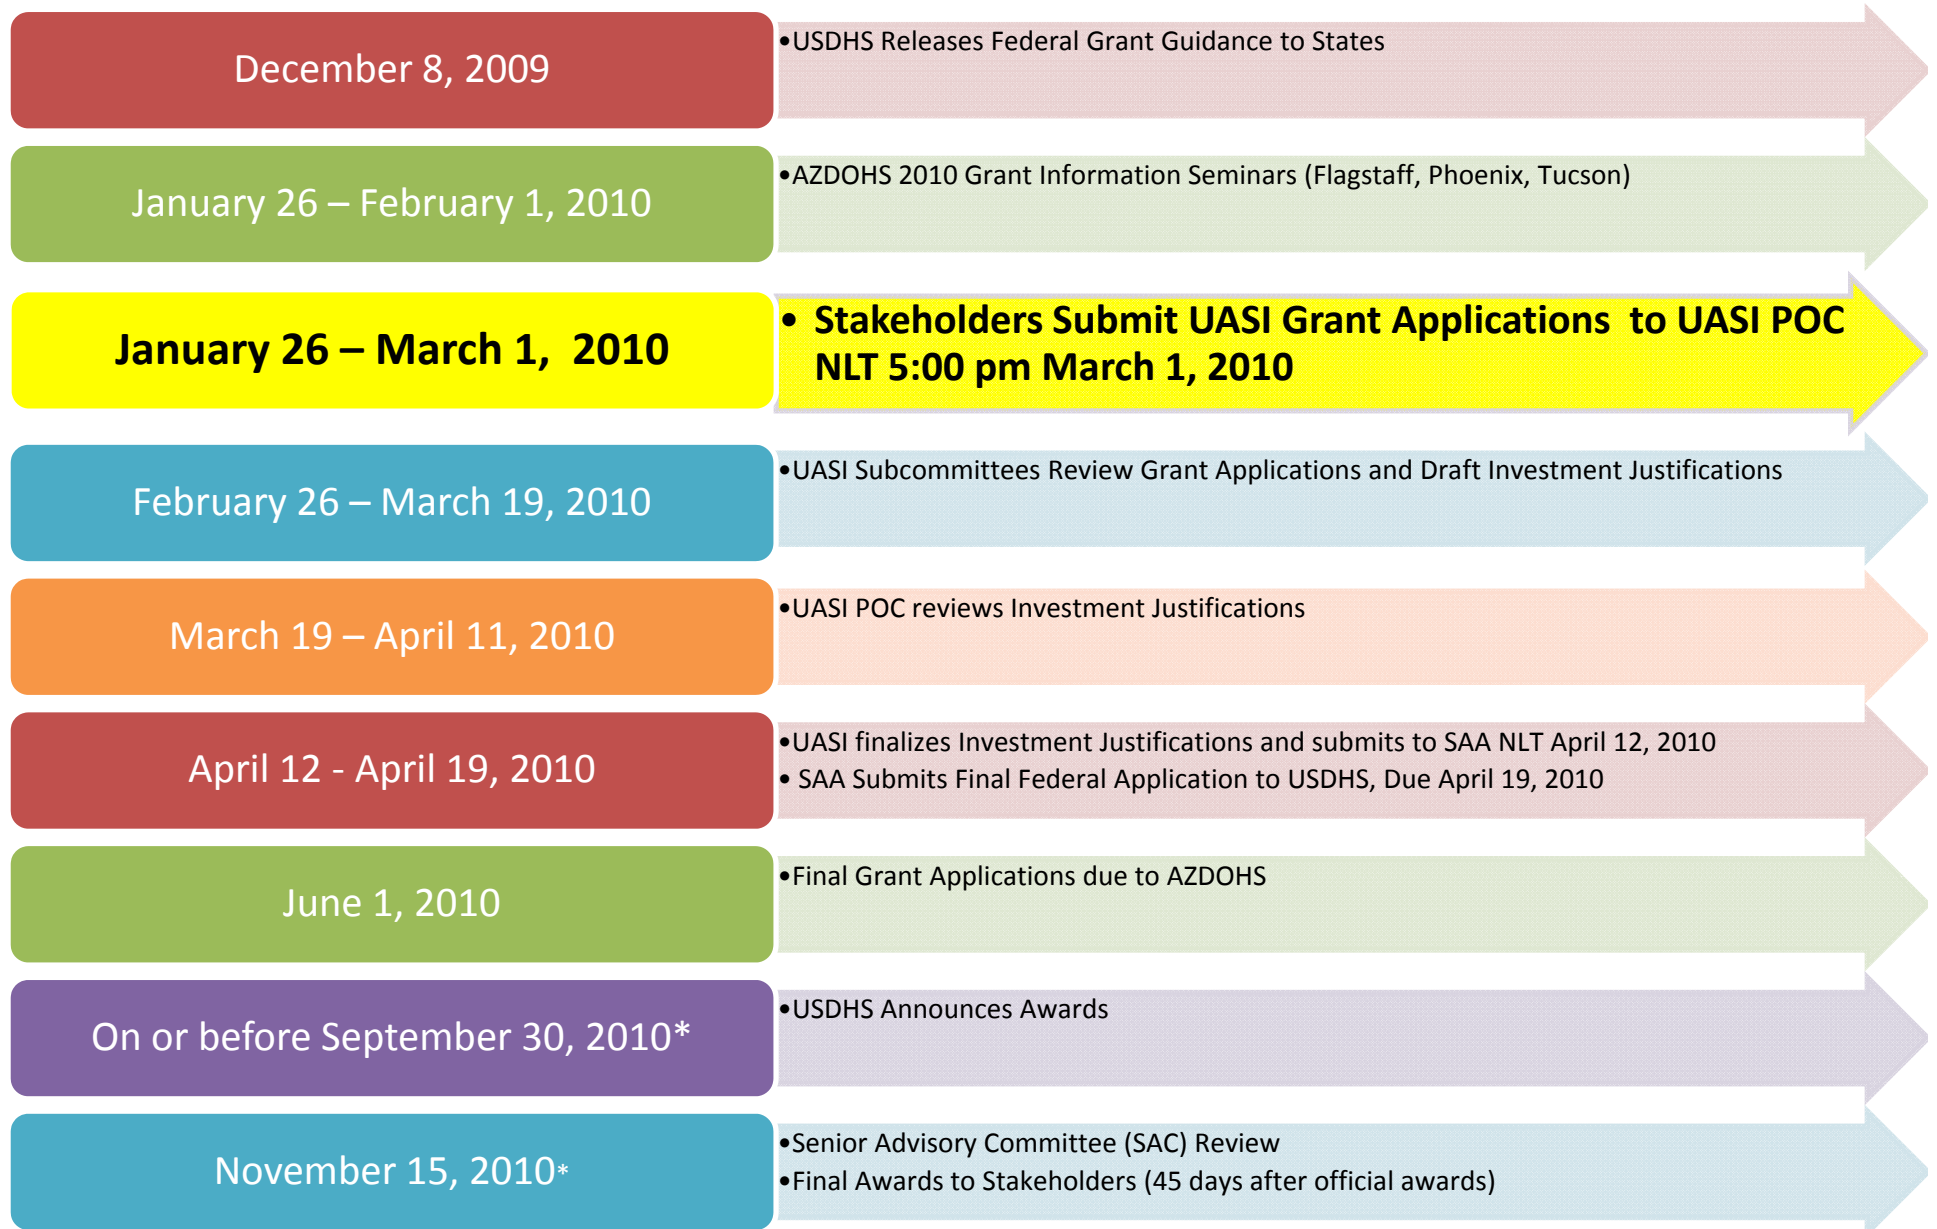 December 8, 2009
•USDHS Releases Federal Grant Guidance to States
January 26 – February 1, 2010
•AZDOHS 2010 Grant Information Seminars (Flagstaff, Phoenix, Tucson)
January 26 – March 1,  2010
• Stakeholders Submit UASI Grant Applications  to UASI POC
NLT 5:00 pm March 1, 2010
February 26 – March 19, 2010
•UASI Subcommittees Review Grant Applications and Draft Investment Justifications
March 19 – April 11, 2010
•UASI POC reviews Investment Justifications
April 12 - April 19, 2010
•UASI finalizes Investment Justifications and submits to SAA NLT April 12, 2010
• SAA Submits Final Federal Application to USDHS, Due April 19, 2010
June 1, 2010
•Final Grant Applications due to AZDOHS
On or before September 30, 2010*
•USDHS Announces Awards
November 15, 2010*
•Senior Advisory Committee (SAC) Review
•Final Awards to Stakeholders (45 days after official awards)